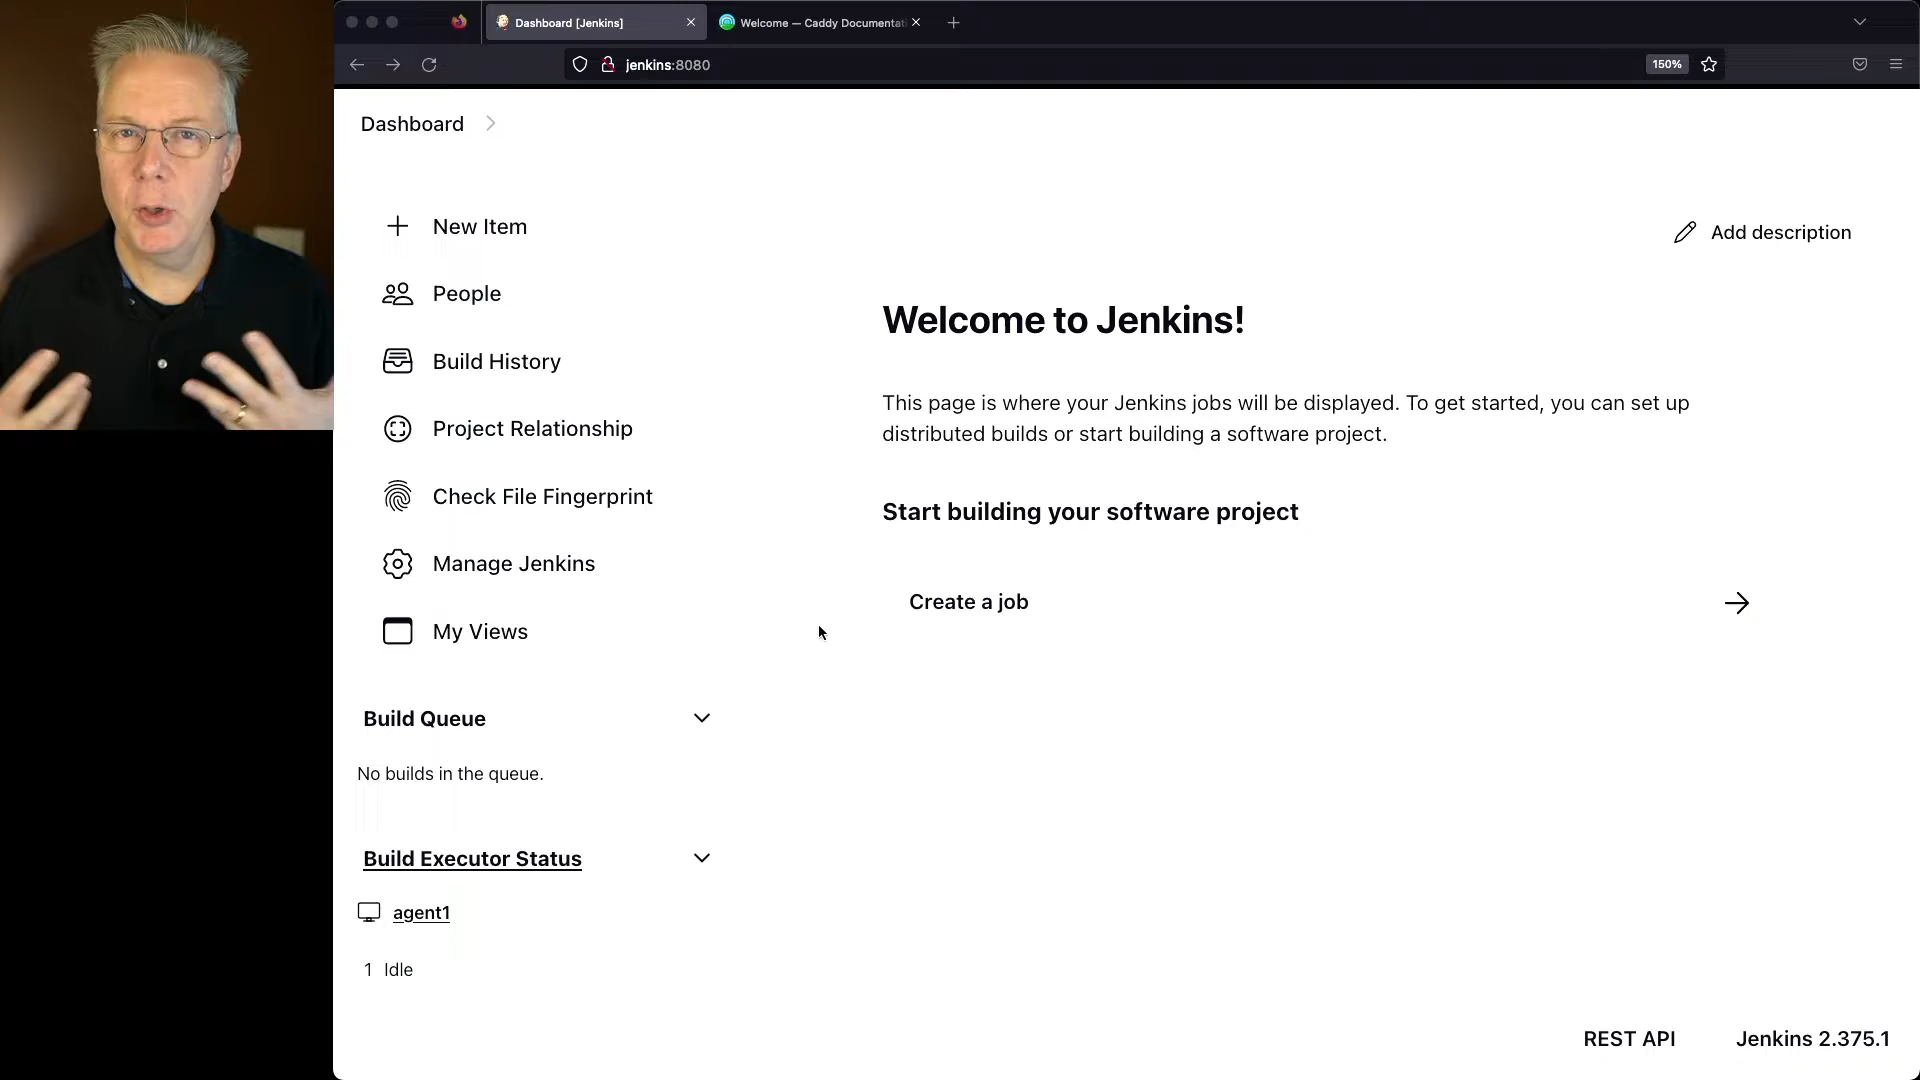 Dashboard [Jenkins]
Welcome — Caddy Documentat
jenkins:8080
150%
Dashboard
New Item
People
Build History
Project Relationship
Check File Fingerprint
Manage Jenkins
My Views
Add description
Welcome to Jenkins!
This page is where your Jenkins jobs will be displayed. To get started, you can set up
distributed builds or start building a software project.
Start building your software project
Create a job
Build Queue
No builds in the queue.
Build Executor Status
agent1
1 Idle
REST API
Jenkins 2.375.1